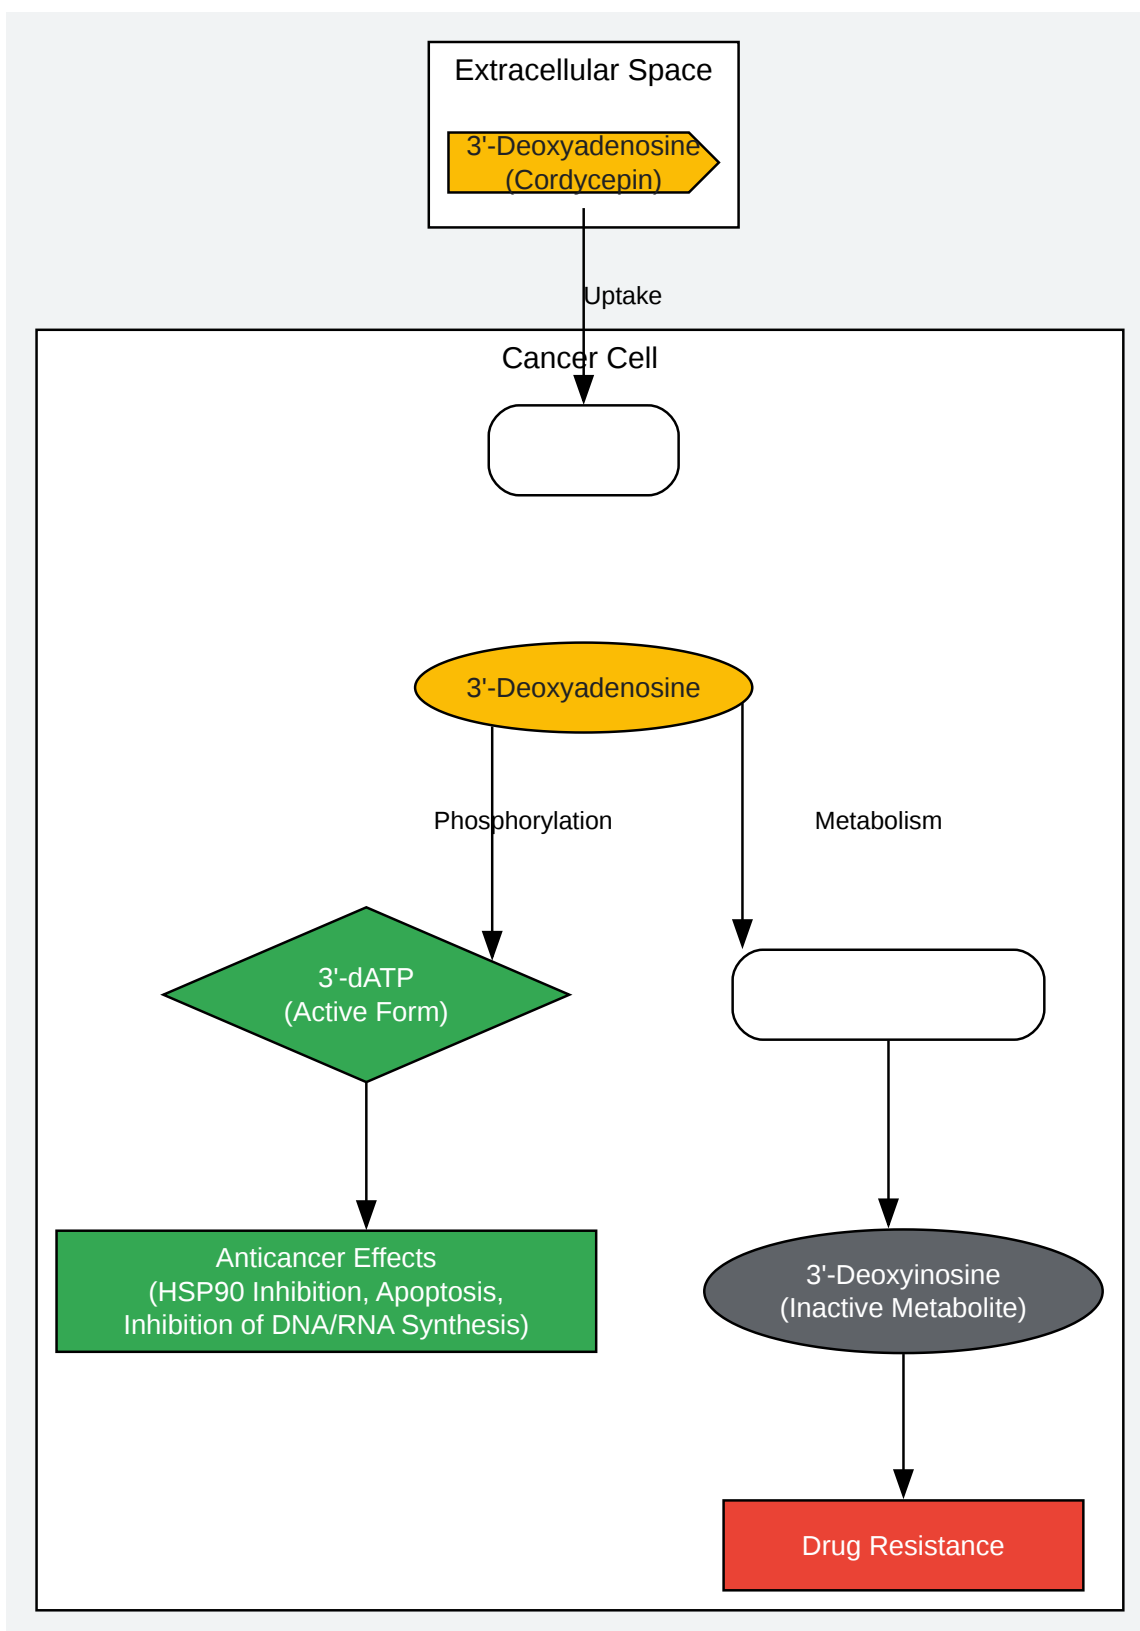 Extracellular Space
3'-Deoxyadenosine
(Cordycepin)
Uptake
Cancer Cell
3'-Deoxyadenosine
Phosphorylation
Metabolism
3'-dATP
(Active Form)
Anticancer Effects
(HSP90 Inhibition, Apoptosis,
Inhibition of DNA/RNA Synthesis)
3'-Deoxyinosine
(Inactive Metabolite)
Drug Resistance